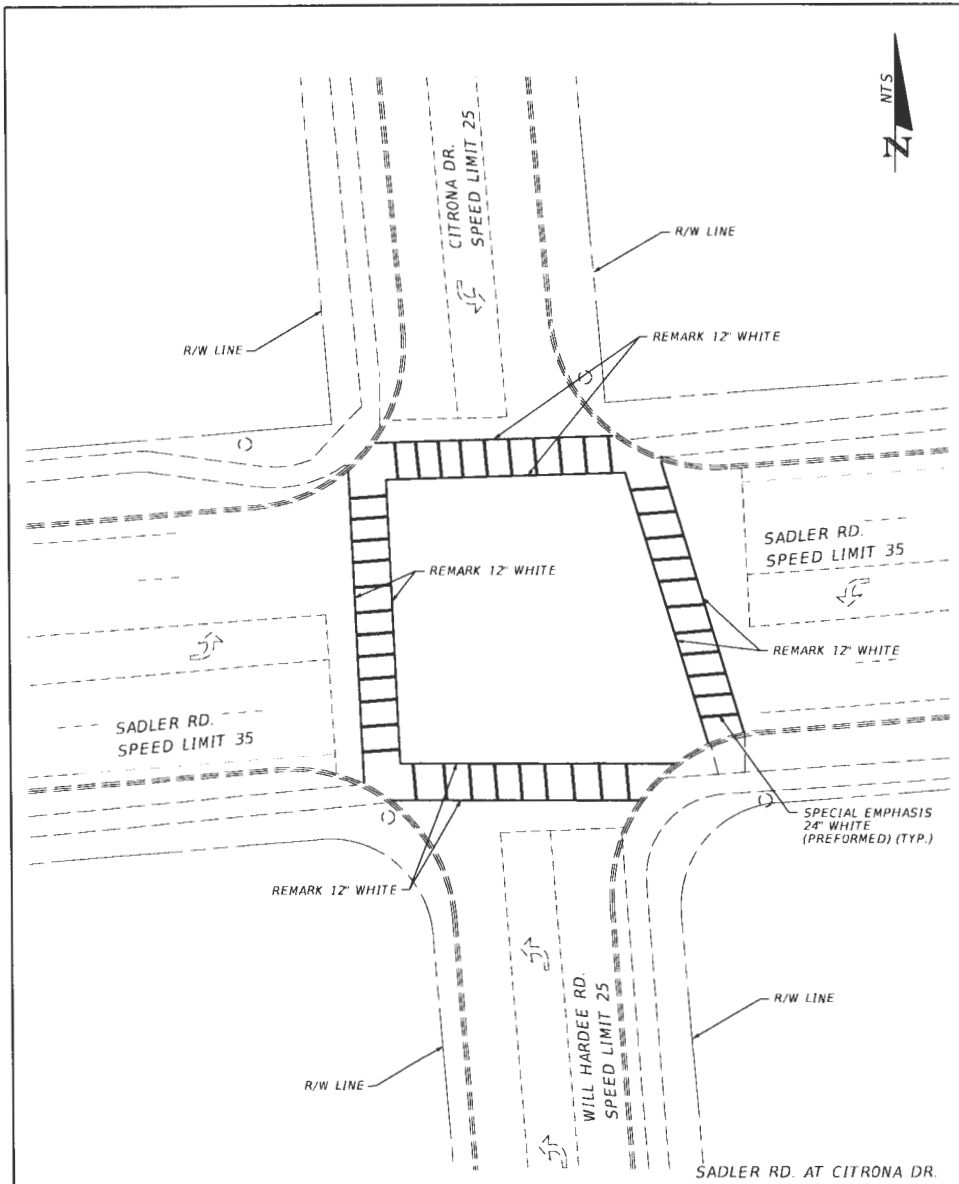 NTS
N
CITRONA DR.
SPEED LIMIT 25
R/W LINE
R/W LINE
REMARK 12" WHITE
SADLER RD.
SPEED LIMIT 35
REMARK 12" WHITE
REMARK 12" WHITE
SADLER RD.
SPEED LIMIT 35
SPECIAL EMPHASIS
24" WHITE
(PREFORMED) (TYP.)
REMARK 12" WHITE
WILL HARDEE RD.
SPEED LIMIT 25
R/W LINE
R/W LINE
SADLER RD. AT CITRONA DR.